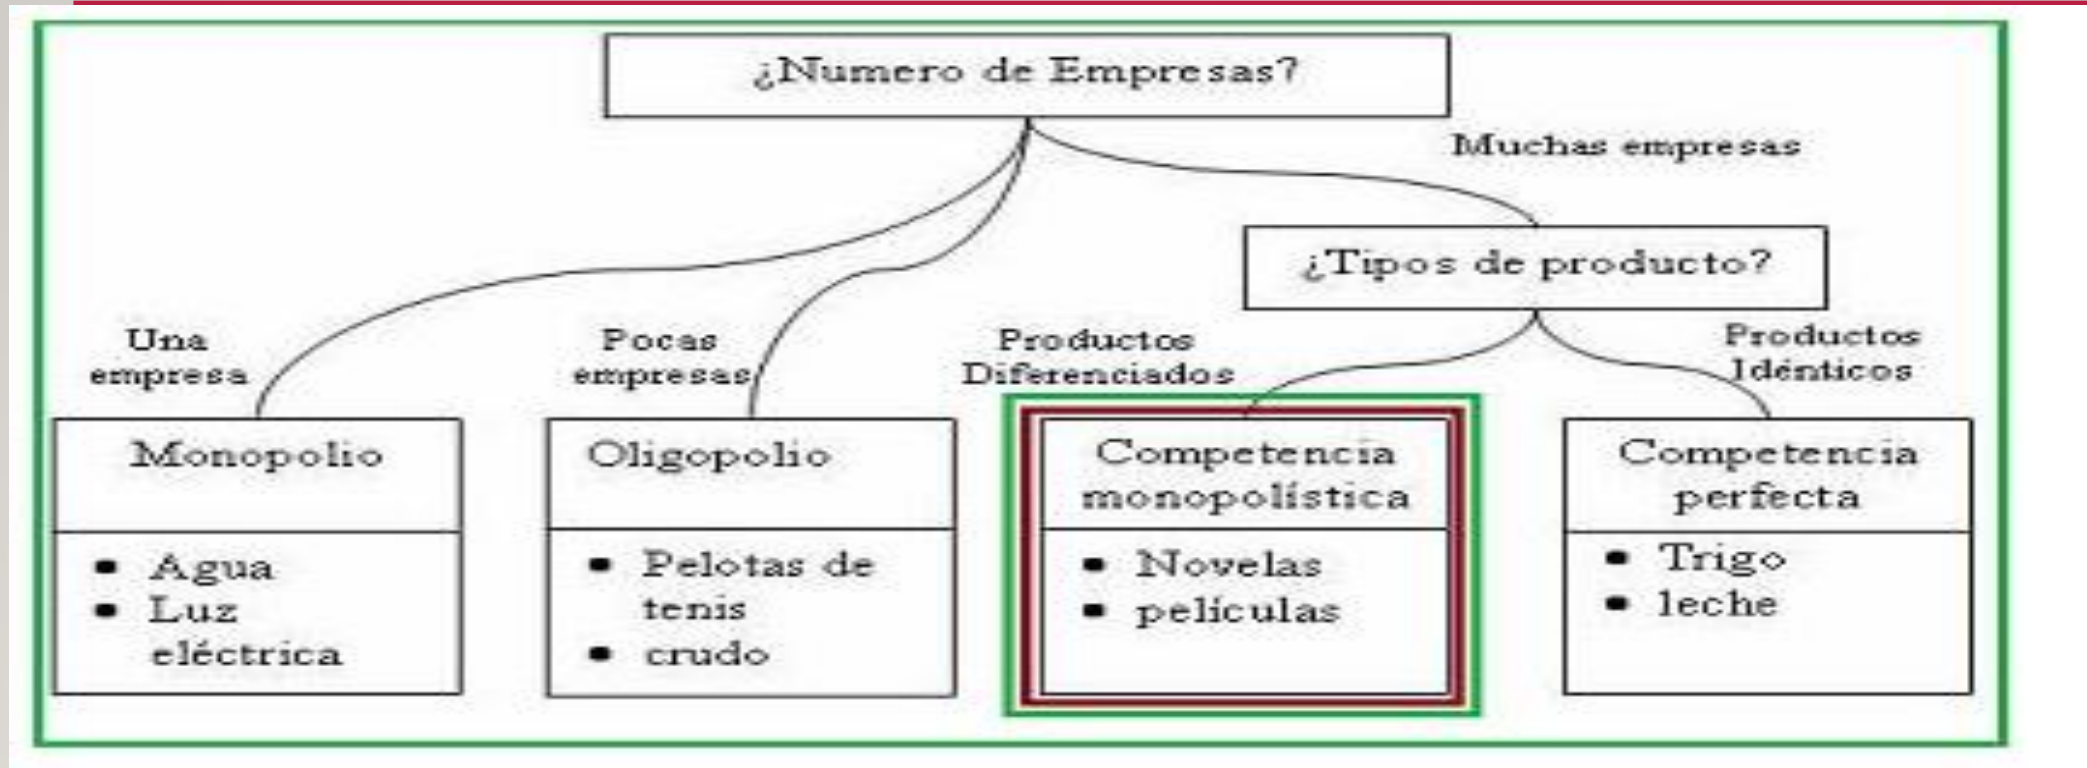 ¿Numero de Empresas?
Muchas empresas
¿Tipos de producto?
Una
empresa
Pocas
empresas
Productos
Diferenciados
Productos
Idénticos
Monopolio
• Agua
• Luz
eléctrica
Oligopolio
• Pelotas de
tenis
• crudo
Competencia
monopolística
• Novelas
• películas
Competencia
perfecta
• Trigo
• leche